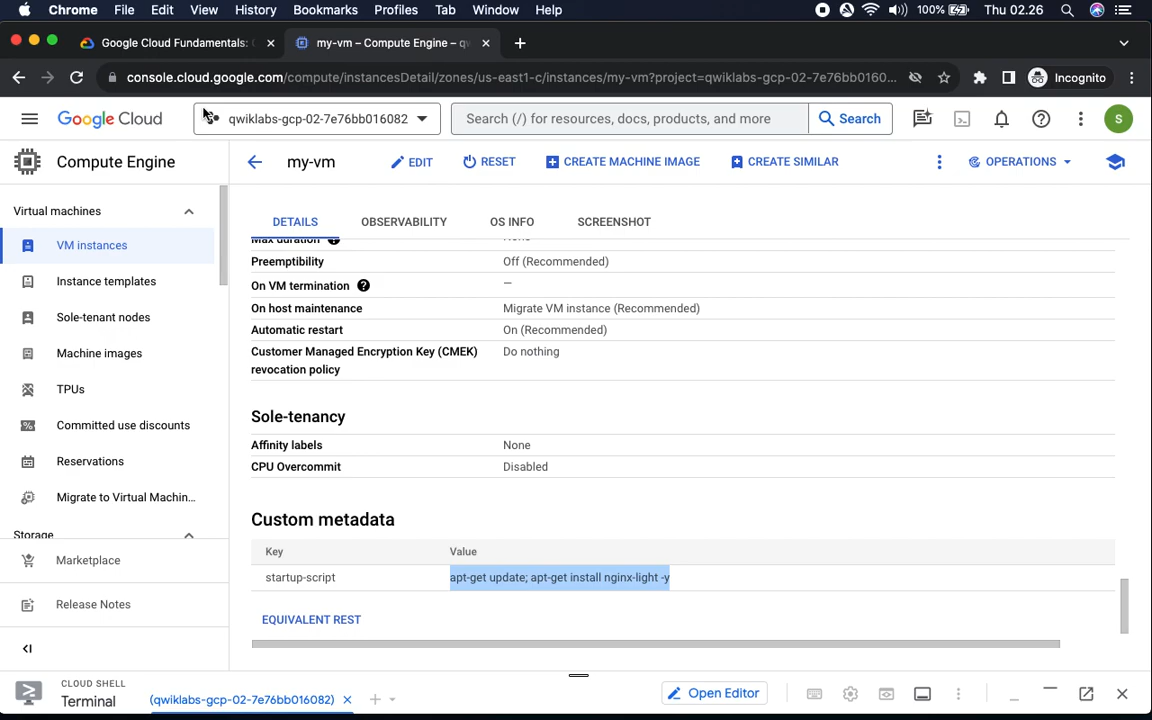 Chrome File Edit View History Bookmarks Profiles Tab Window Help 100% Thu 02.26
Google Cloud Fundamentals: C my-vm – Compute Engine – qw
console.cloud.google.com/compute/instancesDetail/zones/us-east1-c/instances/my-vm?project=qwiklabs-gcp-02-7e76bb0160... Incognito
Google Cloud qwiklabs-gcp-02-7e76bb016082 Search (/) for resources, docs, products, and more Search S
Compute Engine my-vm EDIT RESET CREATE MACHINE IMAGE CREATE SIMILAR OPERATIONS
Virtual machines
VM instances
Instance templates
Sole-tenant nodes
Machine images
TPUs
Committed use discounts
Reservations
Migrate to Virtual Machin...
Storage
Marketplace
Release Notes
DETAILS OBSERVABILITY OS INFO SCREENSHOT
Max duration None
Preemptibility Off (Recommended)
On VM termination —
On host maintenance Migrate VM instance (Recommended)
Automatic restart On (Recommended)
Customer Managed Encryption Key (CMEK) Do nothing
revocation policy
Sole-tenancy
Affinity labels None
CPU Overcommit Disabled
Custom metadata
Key Value
startup-script apt-get update; apt-get install nginx-light -y
EQUIVALENT REST
CLOUD SHELL
Terminal (qwiklabs-gcp-02-7e76bb016082) Open Editor